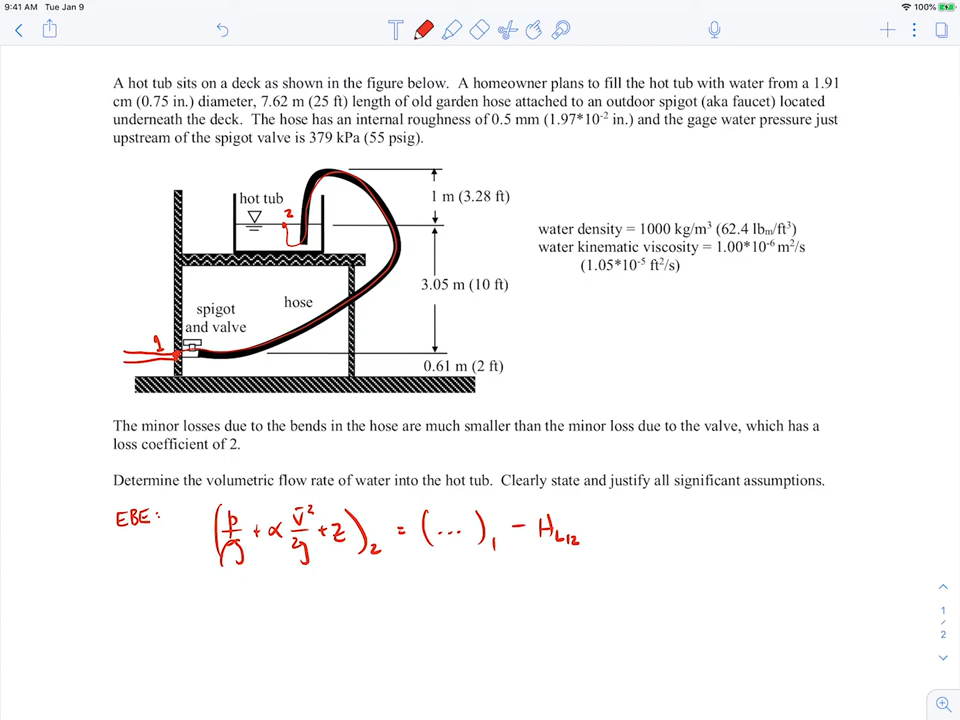 9:41 AM Tue Jan 9
100%
A hot tub sits on a deck as shown in the figure below. A homeowner plans to fill the hot tub with water from a 1.91
cm (0.75 in.) diameter, 7.62 m (25 ft) length of old garden hose attached to an outdoor spigot (aka faucet) located
underneath the deck. The hose has an internal roughness of 0.5 mm (1.97*10⁻² in.) and the gage water pressure just
upstream of the spigot valve is 379 kPa (55 psig).
hot tub
2
1 m (3.28 ft)
water density = 1000 kg/m³ (62.4 lbₘ/ft³)
water kinematic viscosity = 1.00*10⁻⁶ m²/s
(1.05*10⁻⁵ ft²/s)
3.05 m (10 ft)
hose
spigot
and valve
1
0.61 m (2 ft)
The minor losses due to the bends in the hose are much smaller than the minor loss due to the valve, which has a
loss coefficient of 2.
Determine the volumetric flow rate of water into the hot tub. Clearly state and justify all significant assumptions.
EBE: (p/ρg + α V̄²/2g + z)₂ = (...)₁ − H_L12
1
/
2